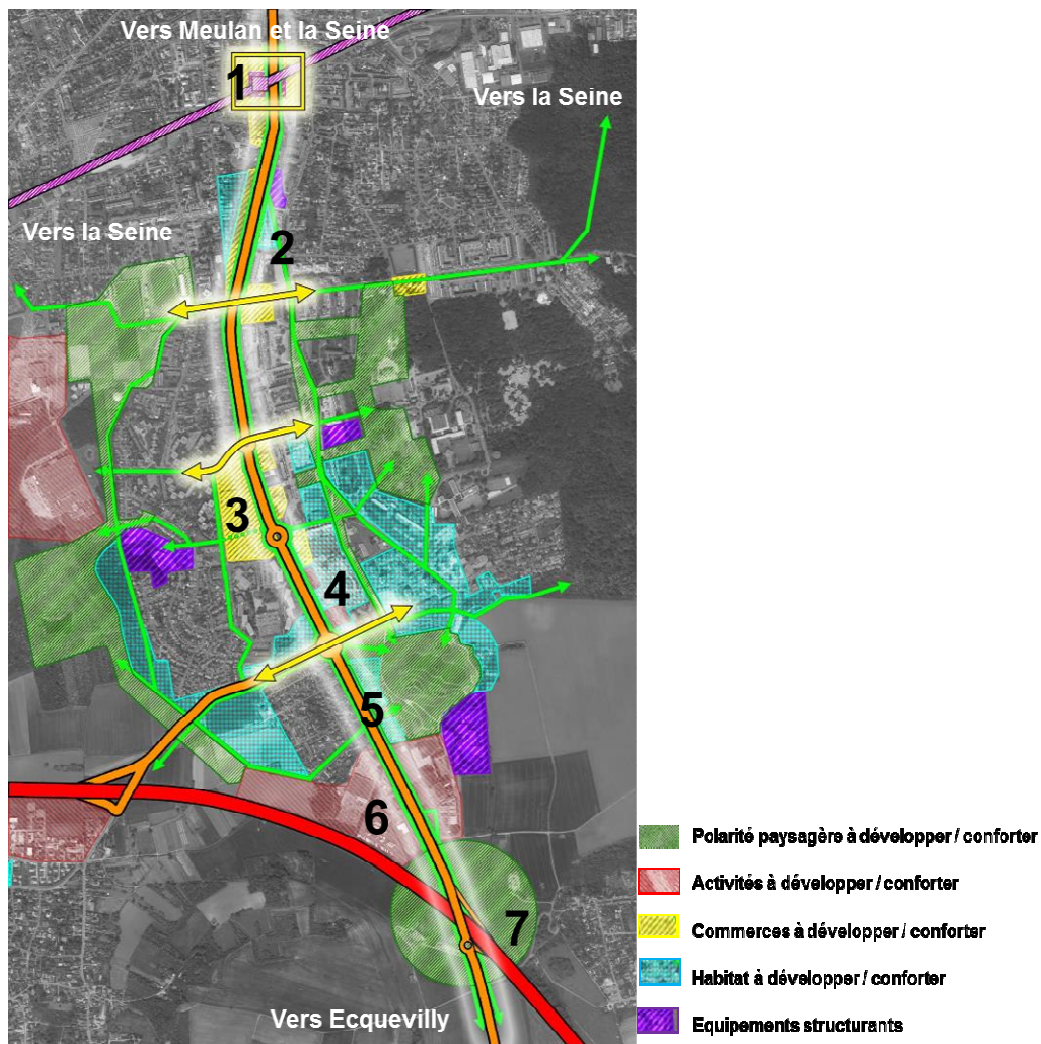 Vers Meulan et la Seine
1
Vers la Seine
Vers la Seine
2
3
4
5
6
7
Vers Ecquevilly
Polarité paysagère à développer / conforter
Activités à développer / conforter
Commerces à développer / conforter
Habitat à développer / conforter
Equipements structurants